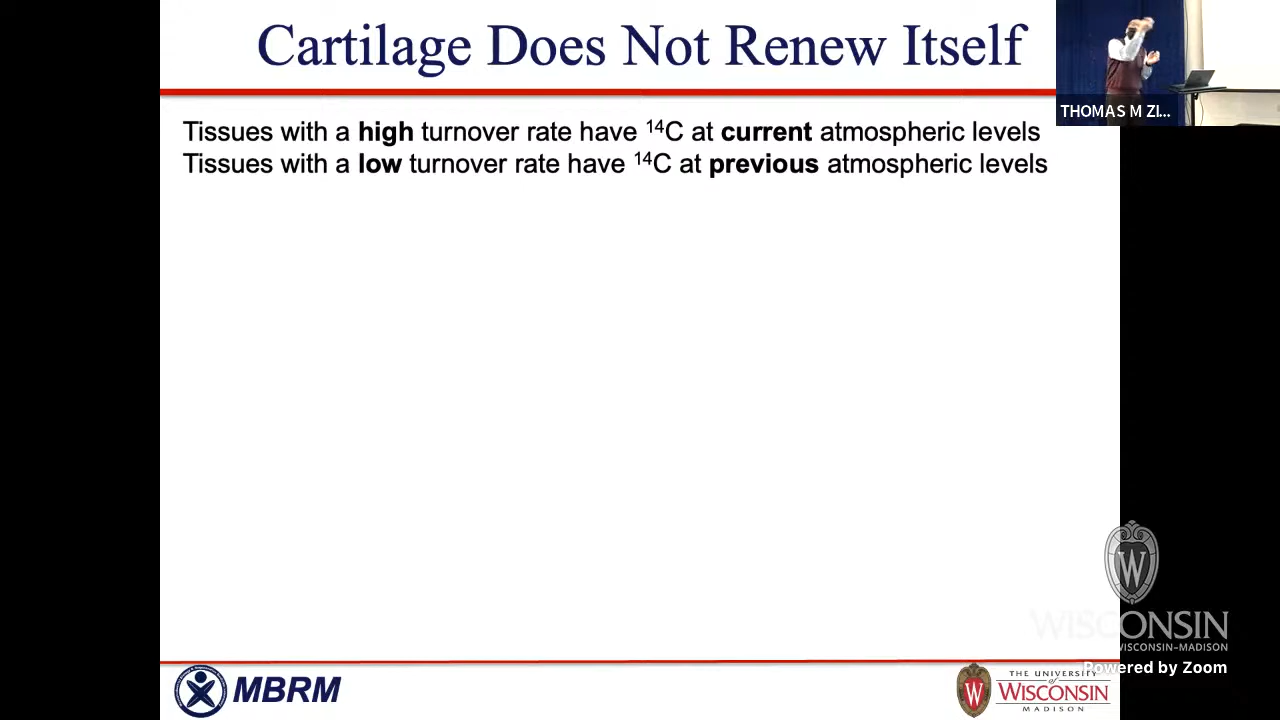 Cartilage Does Not Renew Itself
THOMAS M ZI...
Tissues with a high turnover rate have ¹⁴C at current atmospheric levels
Tissues with a low turnover rate have ¹⁴C at previous atmospheric levels
W
WISCONSIN
WISCONSIN–MADISON
Powered by Zoom
MBRM
W
THE UNIVERSITY
of
WISCONSIN
MADISON